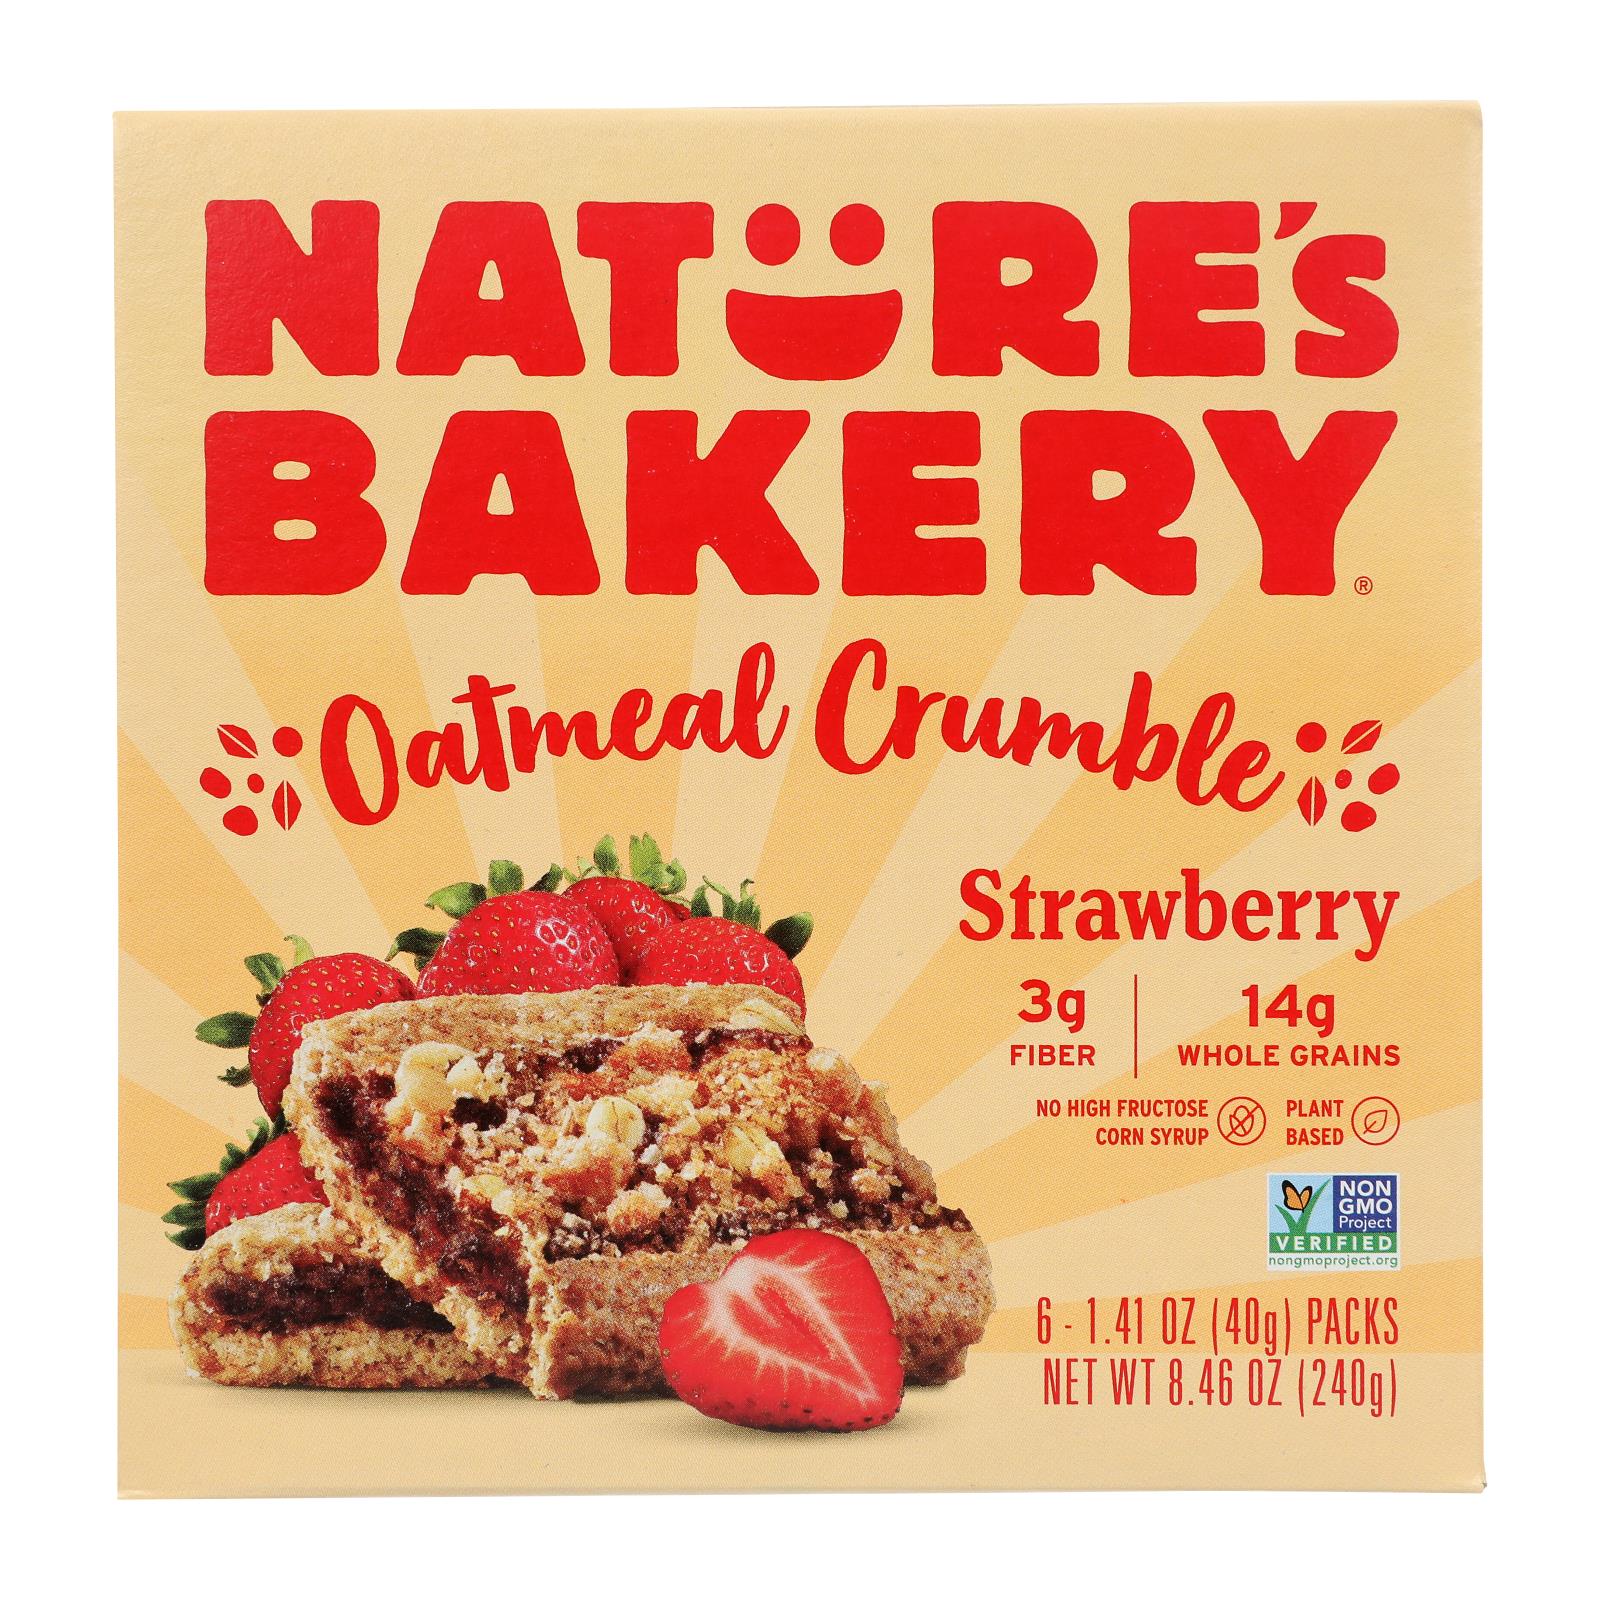 NATURE'S
BAKERY®
Oatmeal Crumble
Strawberry
3g
FIBER
14g
WHOLE GRAINS
NO HIGH FRUCTOSE
CORN SYRUP
PLANT
BASED
NON
GMO
Project
VERIFIED
nongmoproject.org
6 - 1.41 OZ (40g) PACKS
NET WT 8.46 OZ (240g)